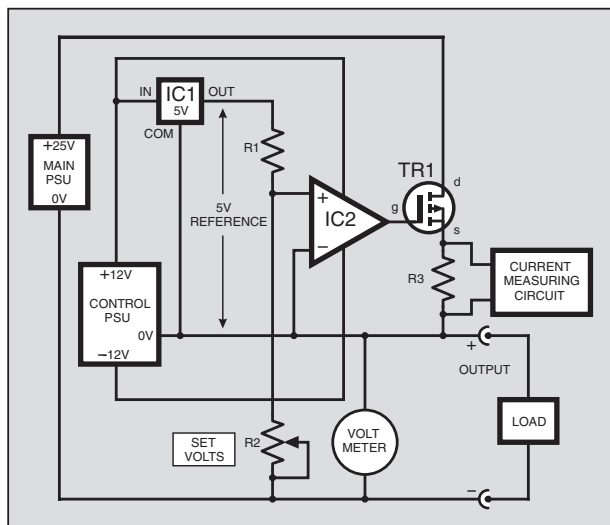 IN
IC1
5V
OUT
COM
+25V
MAIN
PSU
0V
R1
5V
REFERENCE
+
IC2
−
TR1
d
g
s
R3
CURRENT
MEASURING
CIRCUIT
+12V
CONTROL
PSU
0V
−12V
+
OUTPUT
LOAD
SET
VOLTS
R2
VOLT
METER
−